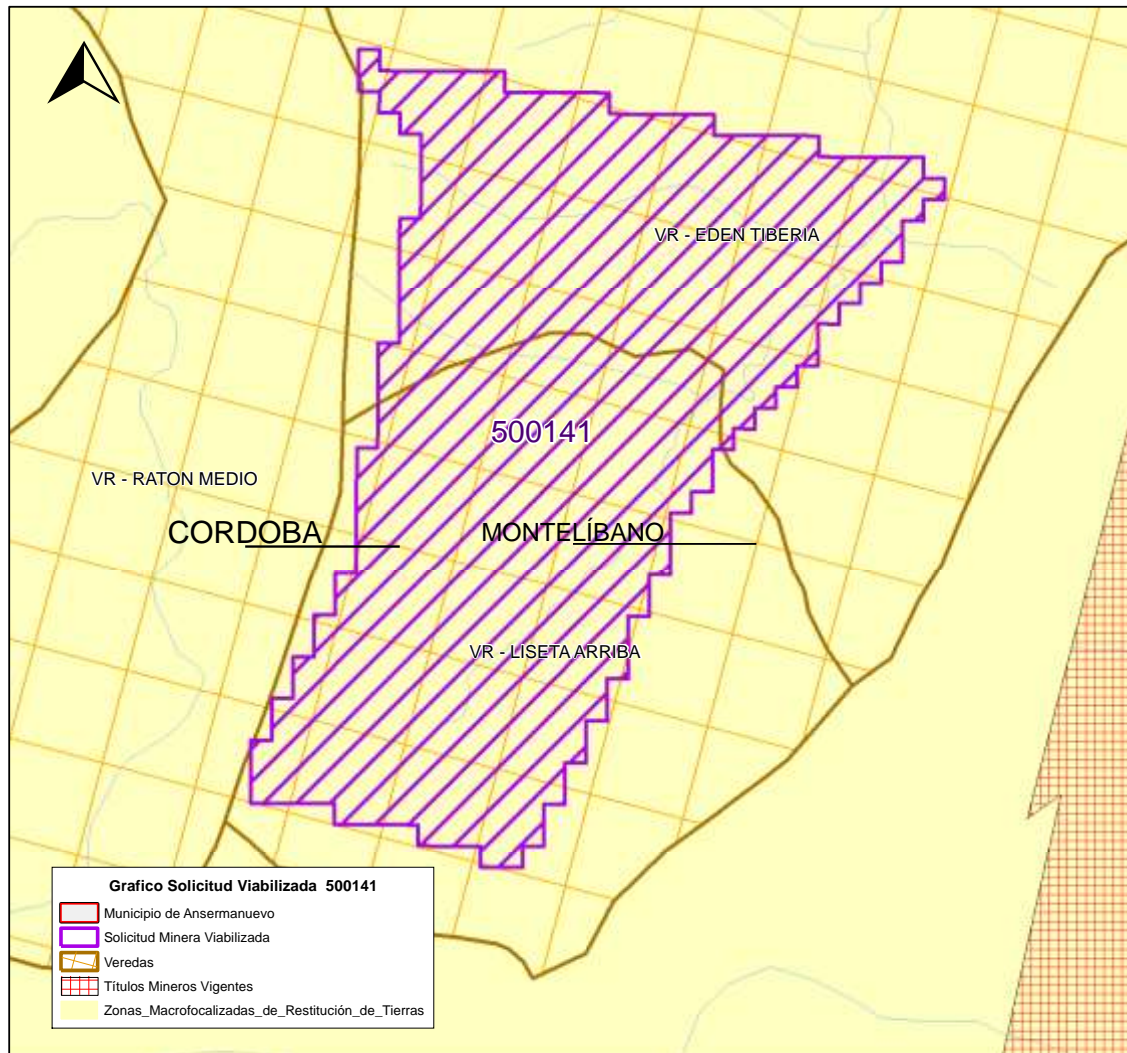 VR - EDEN TIBERIA
500141
VR - RATON MEDIO
CORDOBA
MONTELÍBANO
VR - LISETA ARRIBA
Grafico Solicitud Viabilizada 500141
Municipio de Ansermanuevo
Solicitud Minera Viabilizada
Veredas
Títulos Mineros Vigentes
Zonas_Macrofocalizadas_de_Restitución_de_Tierras